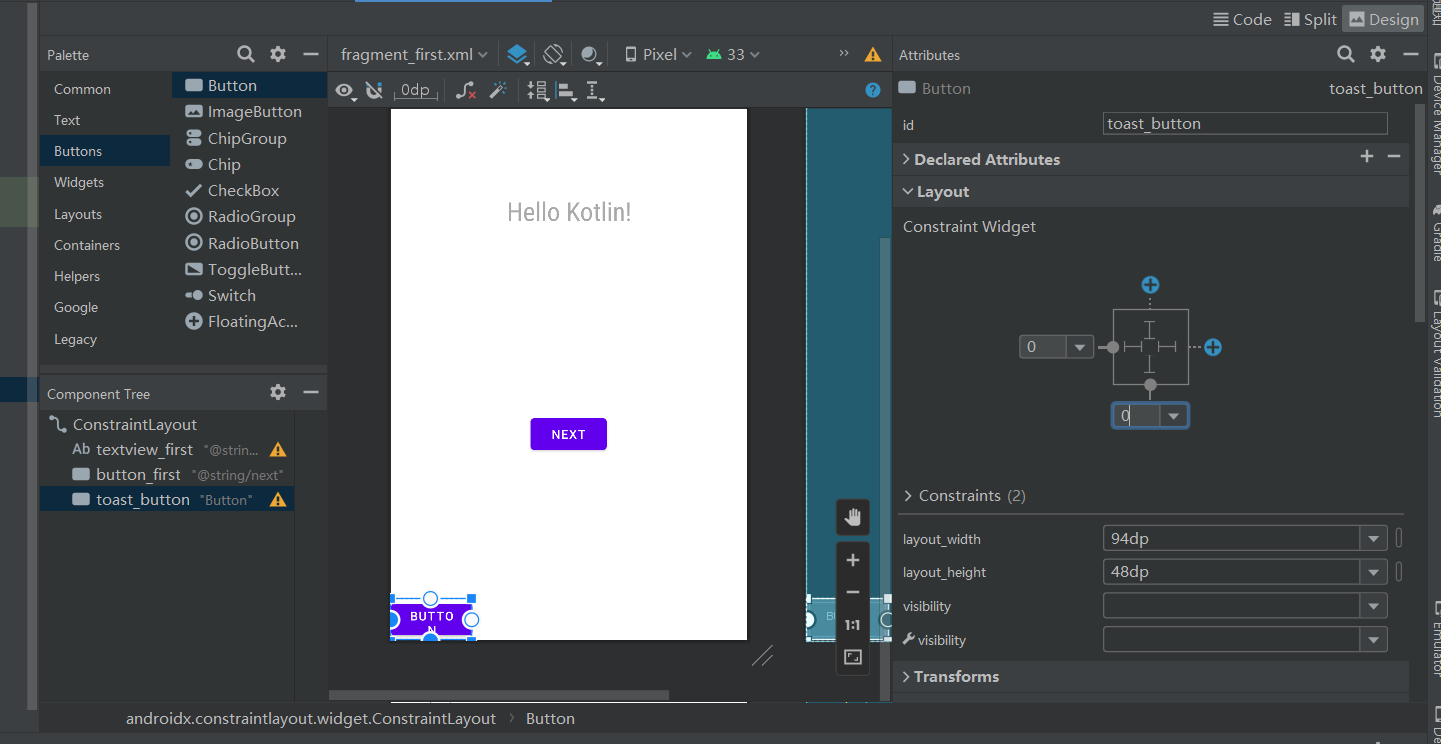 Code Split Design
Palette
Common
Text
Buttons
Widgets
Layouts
Containers
Helpers
Google
Legacy
Button
ImageButton
ChipGroup
Chip
CheckBox
RadioGroup
RadioButton
ToggleButt...
Switch
FloatingAc...
Component Tree
ConstraintLayout
Ab textview_first "@strin...
button_first "@string/next"
toast_button "Button"
fragment_first.xml Pixel 33 »
0dp ?
Hello Kotlin!
NEXT
BUTTO
N
1:1
Attributes
Button toast_button
id toast_button
Declared Attributes
Layout
Constraint Widget
0
0
Constraints (2)
layout_width 94dp
layout_height 48dp
visibility
visibility
Transforms
androidx.constraintlayout.widget.ConstraintLayout › Button
Device Manager
Gradle
Layout Validation
Emulator